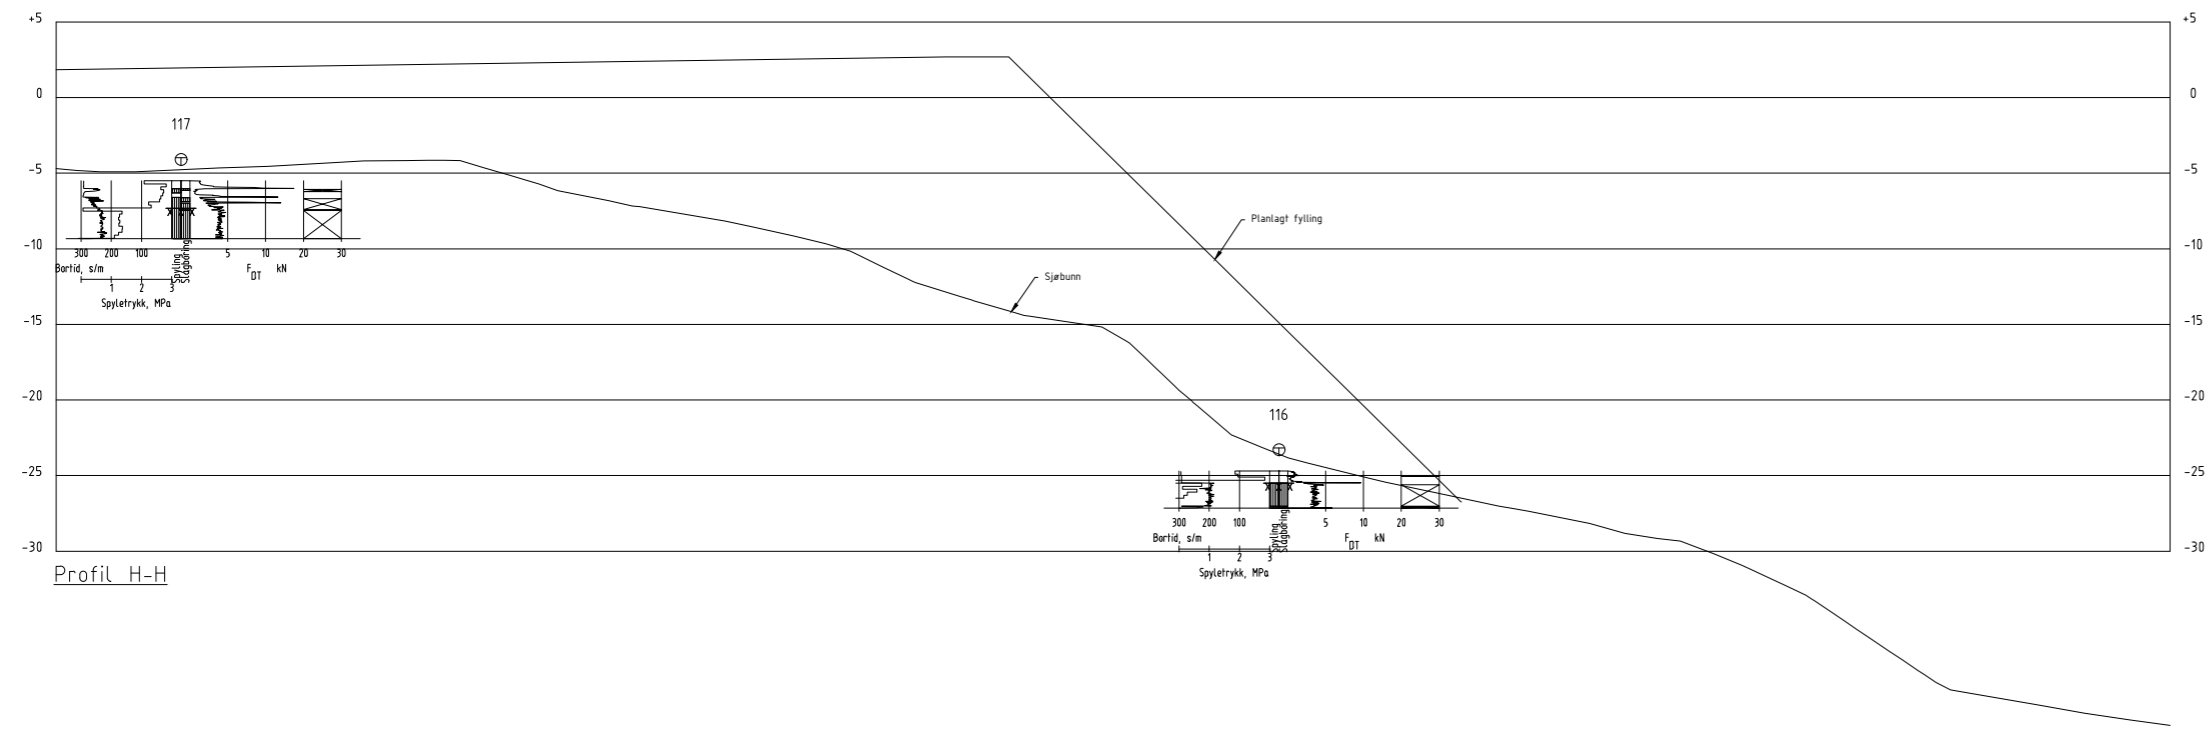 +5 +5
0 0
117
-5 -5
Planlagt fylling
-10 -10
300 200 100 5 10 20 30
Spyling
Slagboring
Bortid, s/m
F DT kN
Sjøbunn
1 2 3
Spyletrykk, MPa
-15 -15
-20 -20
116
-25 -25
300 200 100 5 10 20 30
Spyling
Slagboring
Bortid, s/m
F DT kN
-30 -30
1 2 3
Spyletrykk, MPa
Profil H-H